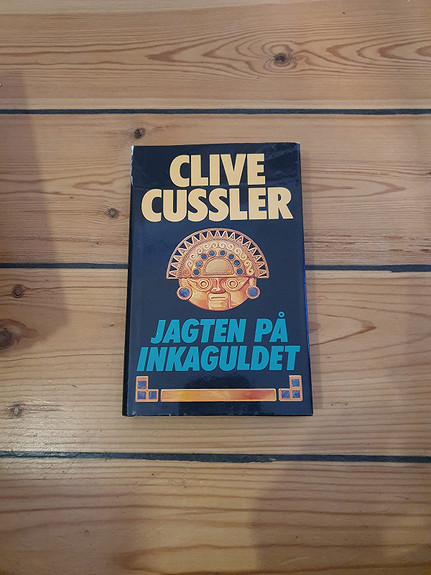 CLIVE
CUSSLER
JAGTEN PÅ
INKAGULDET